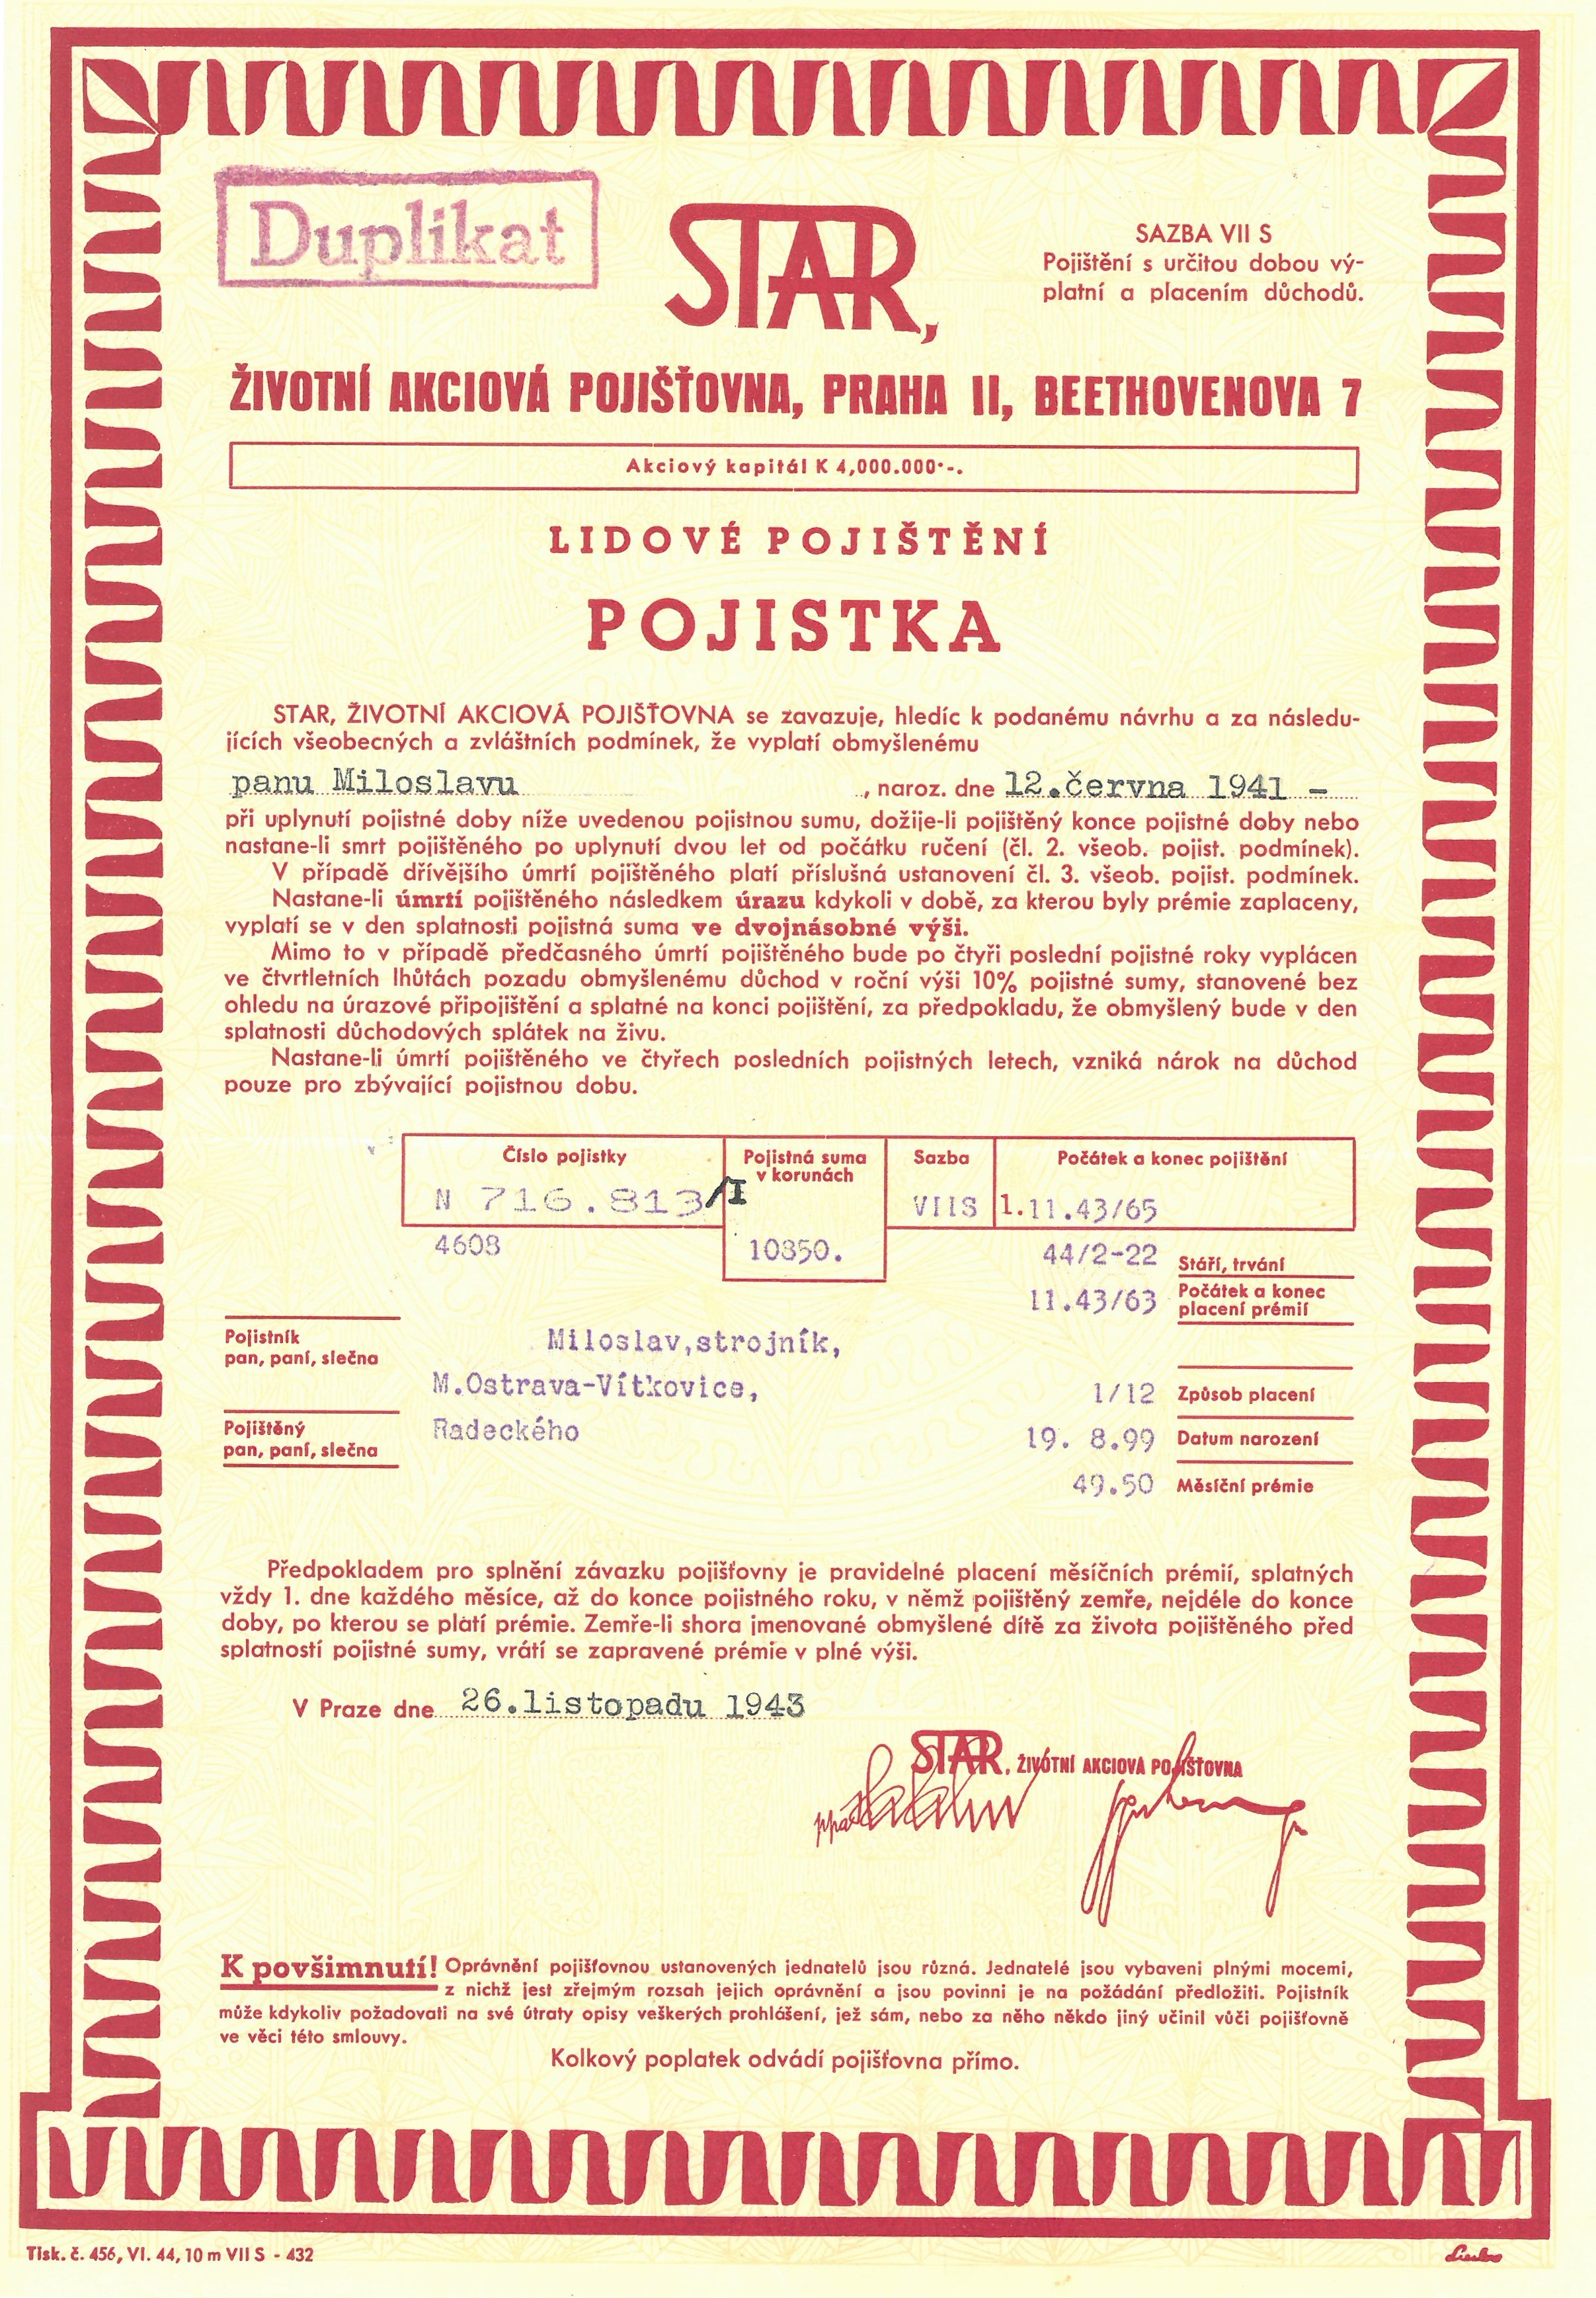 Duplikat
STAR,
SAZBA VII S
Pojištění s určitou dobou vý-
platní a placením důchodů.
ŽIVOTNÍ AKCIOVÁ POJIŠŤOVNA, PRAHA II, BEETHOVENOVA 7
Akciový kapitál K 4,000.000·-.
LIDOVÉ POJIŠTĚNÍ
POJISTKA
STAR, ŽIVOTNÍ AKCIOVÁ POJIŠŤOVNA se zavazuje, hledíc k podanému návrhu a za následu-
jících všeobecných a zvláštních podmínek, že vyplatí obmyšlenému
panu Miloslavu , naroz. dne 12.června 1941 -
při uplynutí pojistné doby níže uvedenou pojistnou sumu, dožije-li pojištěný konce pojistné doby nebo
nastane-li smrt pojištěného po uplynutí dvou let od počátku ručení (čl. 2. všeob. pojist. podmínek).
V případě dřívějšího úmrtí pojištěného platí příslušná ustanovení čl. 3. všeob. pojist. podmínek.
Nastane-li úmrtí pojištěného následkem úrazu kdykoli v době, za kterou byly prémie zaplaceny,
vyplatí se v den splatnosti pojistná suma ve dvojnásobné výši.
Mimo to v případě předčasného úmrtí pojištěného bude po čtyři poslední pojistné roky vyplácen
ve čtvrtletních lhůtách pozadu obmyšlenému důchod v roční výši 10% pojistné sumy, stanovené bez
ohledu na úrazové připojištění a splatné na konci pojištění, za předpokladu, že obmyšlený bude v den
splatnosti důchodových splátek na živu.
Nastane-li úmrtí pojištěného ve čtyřech posledních pojistných letech, vzniká nárok na důchod
pouze pro zbývající pojistnou dobu.
Číslo pojistky Pojistná suma Sazba Počátek a konec pojištění
v korunách
N 716.813/I VIIS 1.11.43/65
4608 10850. 44/2-22 Stáří, trvání
11.43/63 Počátek a konec
placení prémií
Pojistník Miloslav,strojník,
pan, paní, slečna
M.Ostrava-Vítkovice, 1/12 Způsob placení
Pojištěný Radeckého 19. 8.99 Datum narození
pan, paní, slečna
49.50 Měsíční prémie
Předpokladem pro splnění závazku pojišťovny je pravidelné placení měsíčních prémií, splatných
vždy 1. dne každého měsíce, až do konce pojistného roku, v němž pojištěný zemře, nejdéle do konce
doby, po kterou se platí prémie. Zemře-li shora jmenované obmyšlené dítě za života pojištěného před
splatností pojistné sumy, vrátí se zapravené prémie v plné výši.
V Praze dne 26.listopadu 1943
STAR, ŽIVOTNÍ AKCIOVÁ POJIŠŤOVNA
K povšimnutí! Oprávnění pojišťovnou ustanovených jednatelů jsou různá. Jednatelé jsou vybaveni plnými mocemi,
z nichž jest zřejmým rozsah jejich oprávnění a jsou povinni je na požádání předložiti. Pojistník
může kdykoliv požadovati na své útraty opisy veškerých prohlášení, jež sám, nebo za něho někdo jiný učinil vůči pojišťovně
ve věci této smlouvy.
Kolkový poplatek odvádí pojišťovna přímo.
Tisk. č. 456, VI. 44, 10 m VII S - 432